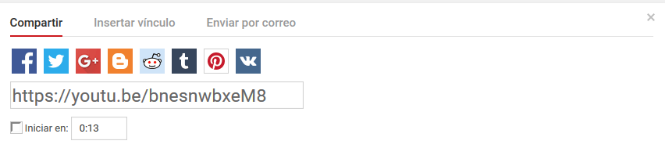 Compartir Insertar vínculo Enviar por correo
https://youtu.be/bnesnwbxeM8
Iniciar en: 0:13